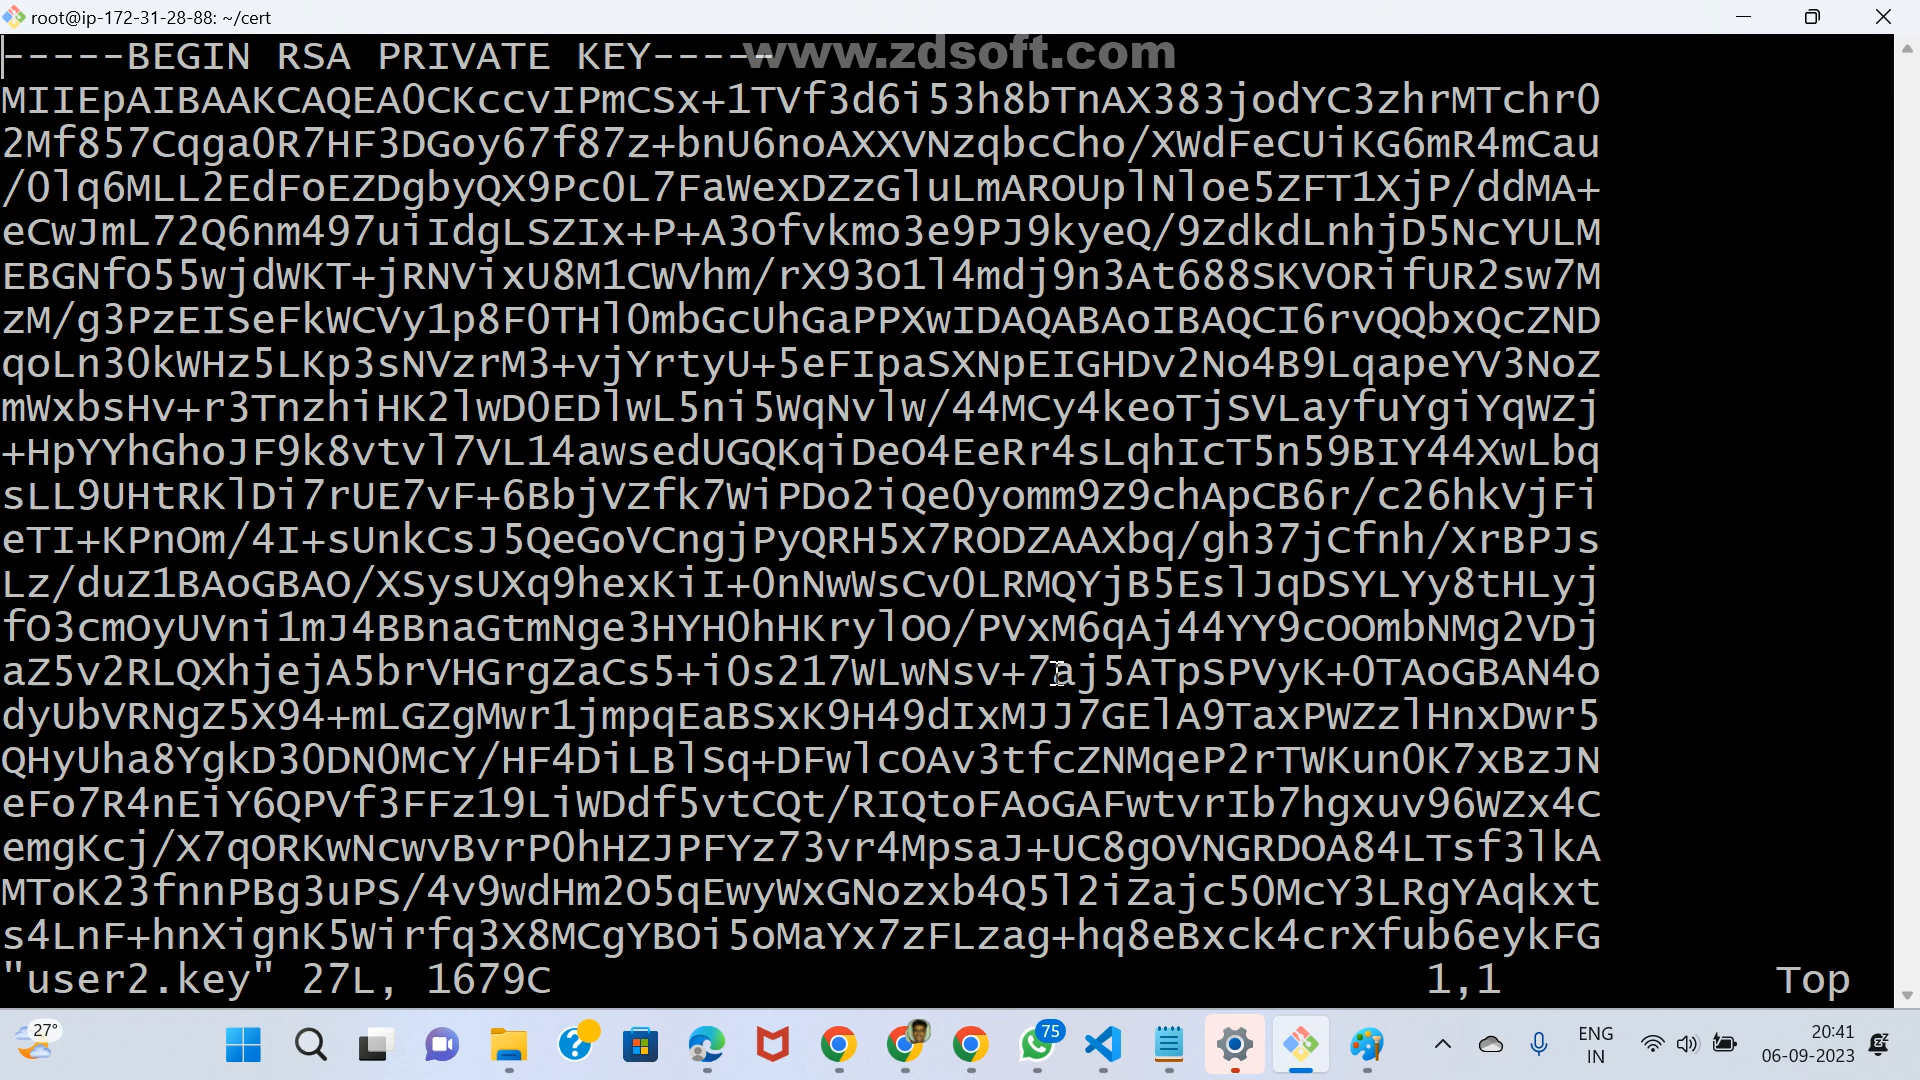 root@ip-172-31-28-88: ~/cert
-----BEGIN RSA PRIVATE KEY-----
www.zdsoft.com
MIIEpAIBAAKCAQEA0CKccvIPmCSx+1TVf3d6i53h8bTnAX383jodYC3zhrMTchr0
2Mf857Cqga0R7HF3DGoy67f87z+bnU6noAXXVNzqbcCho/XWdFeCUiKG6mR4mCau
/0lq6MLL2EdFoEZDgbyQX9Pc0L7FaWexDZzGluLmAROUplNloe5ZFT1XjP/ddMA+
eCwJmL72Q6nm497uiIdgLSZIx+P+A3Ofvkmo3e9PJ9kyeQ/9ZdkdLnhjD5NcYULM
EBGNfO55wjdWKT+jRNVixU8M1CWVhm/rX93O1l4mdj9n3At688SKVORifUR2sw7M
zM/g3PzEISeFkWCVy1p8F0THl0mbGcUhGaPPXwIDAQABAoIBAQCI6rvQQbxQcZND
qoLn30kWHz5LKp3sNVzrM3+vjYrtyU+5eFIpaSXNpEIGHDv2No4B9LqapeYV3NoZ
mWxbsHv+r3TnzhiHK2lwD0EDlwL5ni5WqNvlw/44MCy4keoTjSVLayfuYgiYqWZj
+HpYYhGhoJF9k8vtvl7VL14awsedUGQKqiDeO4EeRr4sLqhIcT5n59BIY44XwLbq
sLL9UHtRKlDi7rUE7vF+6BbjVZfk7WiPDo2iQe0yomm9Z9chApCB6r/c26hkVjFi
eTI+KPnOm/4I+sUnkCsJ5QeGoVCngjPyQRH5X7RODZAAXbq/gh37jCfnh/XrBPJs
Lz/duZ1BAoGBAO/XSysUXq9hexKiI+0nNwWsCv0LRMQYjB5EslJqDSYLYy8tHLyj
fO3cmOyUVni1mJ4BBnaGtmNge3HYH0hHKrylOO/PVxM6qAj44YY9cOOmbNMg2VDj
aZ5v2RLQXhjejA5brVHGrgZaCs5+i0s217WLwNsv+7aj5ATpSPVyK+0TAoGBAN4o
dyUbVRNgZ5X94+mLGZgMwr1jmpqEaBSxK9H49dIxMJJ7GElA9TaxPWZzlHnxDwr5
QHyUha8YgkD30DN0McY/HF4DiLBlSq+DFwlcOAv3tfcZNMqeP2rTWKun0K7xBzJN
eFo7R4nEiY6QPVf3FFz19LiWDdf5vtCQt/RIQtoFAoGAFwtvrIb7hgxuv96WZx4C
emgKcj/X7qORKwNcwvBvrP0hHZJPFYz73vr4MpsaJ+UC8gOVNGRDOA84LTsf3lkA
MToK23fnnPBg3uPS/4v9wdHm2O5qEwyWxGNozxb4Q5l2iZajc50McY3LRgYAqkxt
s4LnF+hnXignK5Wirfq3X8MCgYBOi5oMaYx7zFLzag+hq8eBxck4crXfub6eykFG
"user2.key" 27L, 1679C 1,1 Top
27°
75
ENG
IN
20:41
06-09-2023